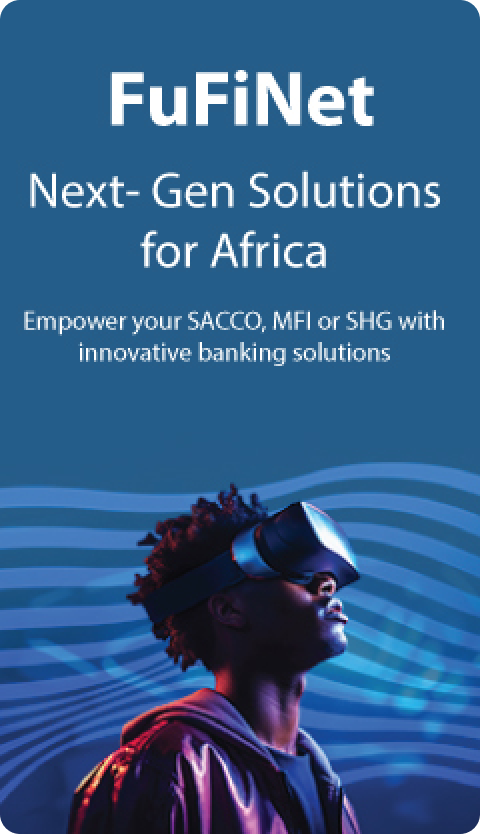 FuFiNet
Next- Gen Solutions
for Africa
Empower your SACCO, MFI or SHG with
innovative banking solutions